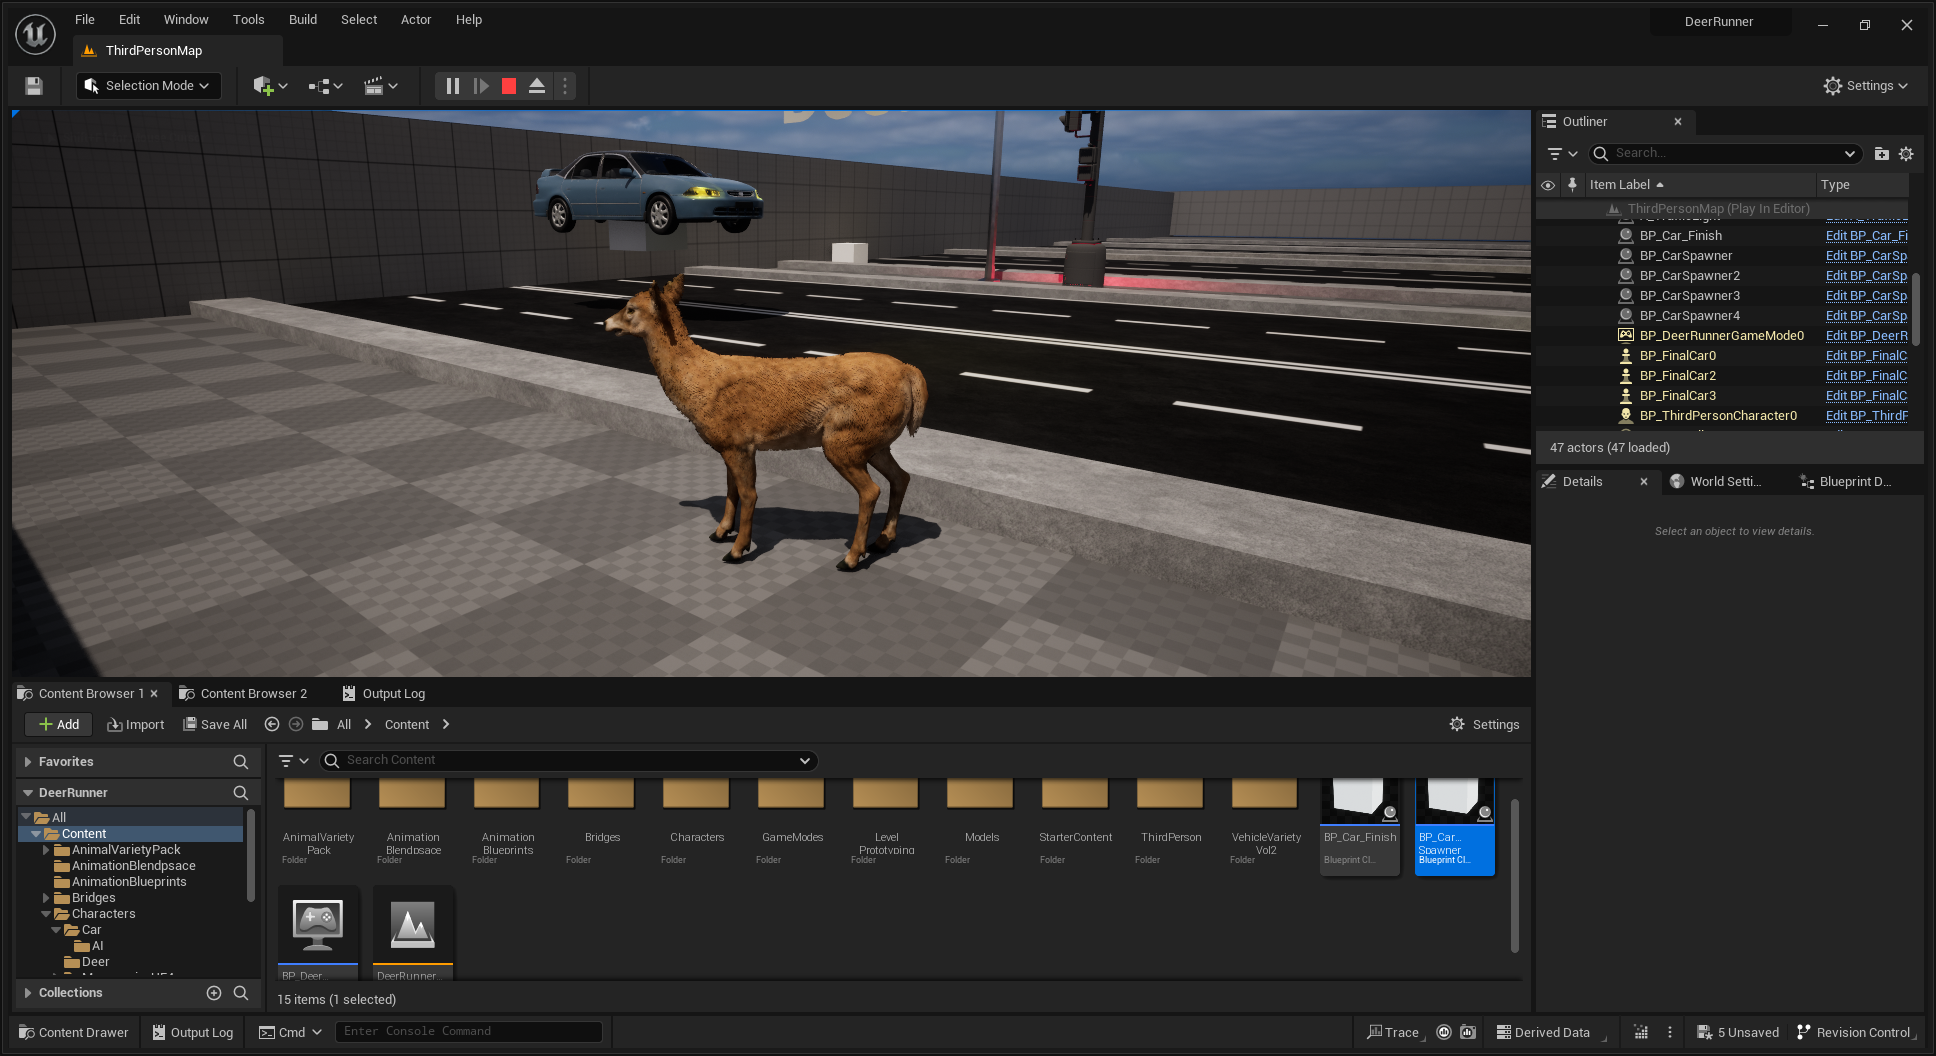 File Edit Window Tools Build Select Actor Help
DeerRunner
ThirdPersonMap
Selection Mode
Settings
Outliner
Search...
Item Label Type
ThirdPersonMap (Play In Editor)
BP_Car_Finish Edit BP_Car_Fi
BP_CarSpawner Edit BP_CarSp
BP_CarSpawner2 Edit BP_CarSp
BP_CarSpawner3 Edit BP_CarSp
BP_CarSpawner4 Edit BP_CarSp
BP_DeerRunnerGameMode0 Edit BP_DeerR
BP_FinalCar0 Edit BP_FinalC
BP_FinalCar2 Edit BP_FinalC
BP_FinalCar3 Edit BP_FinalC
BP_ThirdPersonCharacter0 Edit BP_ThirdP
47 actors (47 loaded)
Details World Setti... Blueprint D...
Select an object to view details.
Content Browser 1 Content Browser 2 Output Log
Add Import Save All All Content Settings
Favorites
Search Content
DeerRunner
All
Content
AnimalVarietyPack
AnimationBlendpsace
AnimationBlueprints
Bridges
Characters
Car
AI
Deer
Collections
AnimalVariety Pack Folder
Animation Blendpsace Folder
Animation Blueprints Folder
Bridges Folder
Characters Folder
GameModes Folder
Level Prototyping Folder
Models Folder
StarterContent Folder
ThirdPerson Folder
VehicleVariety Vol2 Folder
BP_Car_Finish Blueprint Cl...
BP_Car... Spawner Blueprint Cl...
BP_Deer... DeerRunner...
15 items (1 selected)
Content Drawer Output Log Cmd Enter Console Command Trace Derived Data 5 Unsaved Revision Control